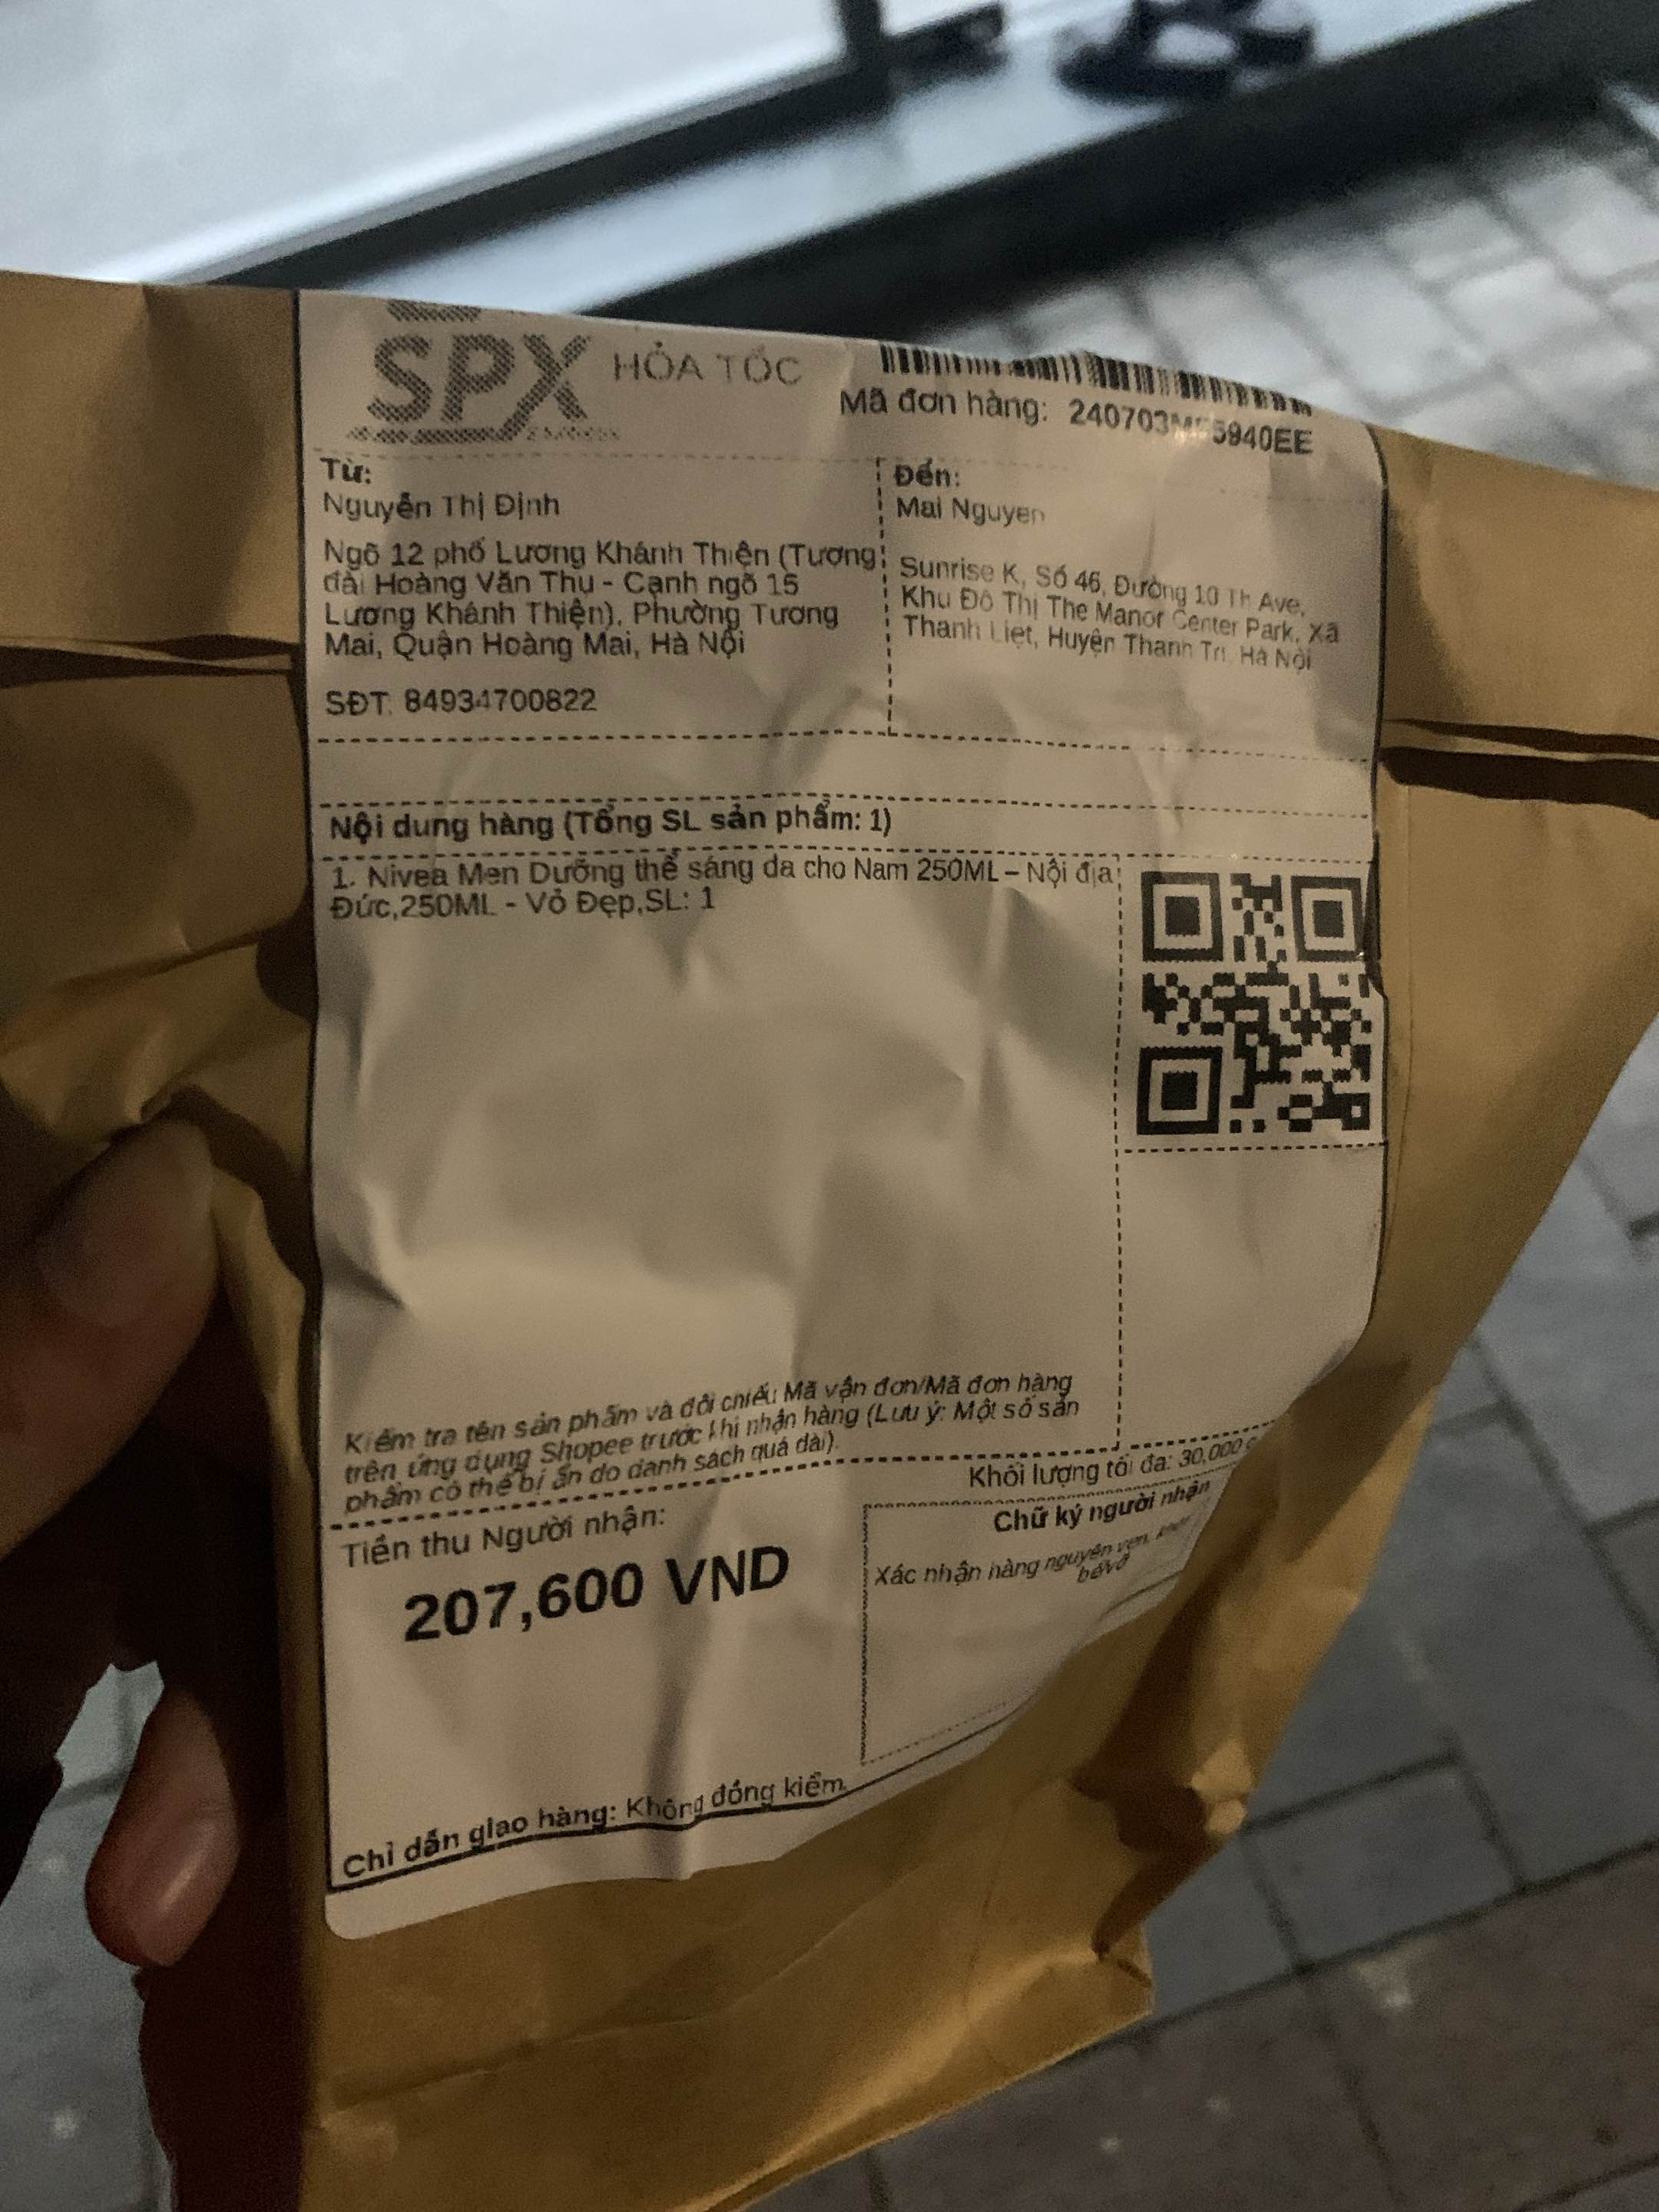 SPX HỎA TỐC
Mã đơn hàng: 240703M 5940EE
Từ:
Nguyễn Thị Định
Ngõ 12 phố Lương Khánh Thiện (Tượng
đài Hoàng Văn Thụ - Cạnh ngõ 15
Lương Khánh Thiện), Phường Tương
Mai, Quận Hoàng Mai, Hà Nội
SĐT: 84934700822
Đến:
Mai Nguyen
Sunrise K, Số 46, Đường 10 Th Ave,
Khu Đô Thị The Manor Center Park, Xã
Thanh Liệt, Huyện Thanh Trì, Hà Nội
Nội dung hàng (Tổng SL sản phẩm: 1)
1. Nivea Men Dưỡng thể sáng da cho Nam 250ML – Nội địa
Đức,250ML - Vỏ Đẹp,SL: 1
Kiểm tra tên sản phẩm và đối chiếu Mã vận đơn/Mã đơn hàng
trên ứng dụng Shopee trước khi nhận hàng (Lưu ý: Một số sản
phẩm có thể bị ẩn do danh sách quá dài).
Tiền thu Người nhận:
207,600 VND
Khối lượng tối đa: 30,000
Chữ ký người nhận
Xác nhận hàng nguyên vẹn,
bể/vỡ
Chỉ dẫn giao hàng: Không đồng kiểm.